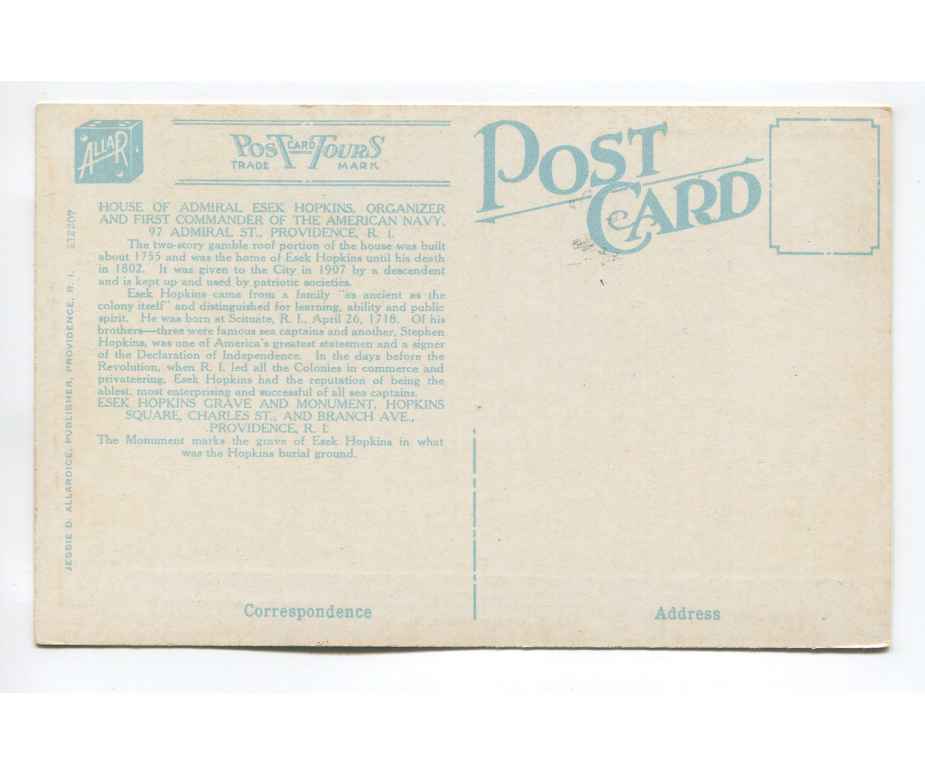 ALLAR
POST CARD TOURS
TRADE MARK
POST
CARD
HOUSE OF ADMIRAL ESEK HOPKINS, ORGANIZER
AND FIRST COMMANDER OF THE AMERICAN NAVY,
97 ADMIRAL ST., PROVIDENCE, R. I.
The two-story gamble roof portion of the house was built
about 1755 and was the home of Esek Hopkins until his death
in 1802. It was given to the City in 1907 by a descendent
and is kept up and used by patriotic societies.
Esek Hopkins came from a family "as ancient as the
colony itself" and distinguished for learning, ability and public
spirit. He was born at Scituate, R. I., April 26, 1718. Of his
brothers—three were famous sea captains and another, Stephen
Hopkins, was one of America's greatest statesmen and a signer
of the Declaration of Independence. In the days before the
Revolution, when R. I. led all the Colonies in commerce and
privateering, Esek Hopkins had the reputation of being the
ablest, most enterprising and successful of all sea captains.
ESEK HOPKINS GRAVE AND MONUMENT, HOPKINS
SQUARE, CHARLES ST., AND BRANCH AVE.,
PROVIDENCE, R. I.
The Monument marks the grave of Esek Hopkins in what
was the Hopkins burial ground.
JESSIE D. ALLARDICE, PUBLISHER, PROVIDENCE, R. I.
Correspondence
Address